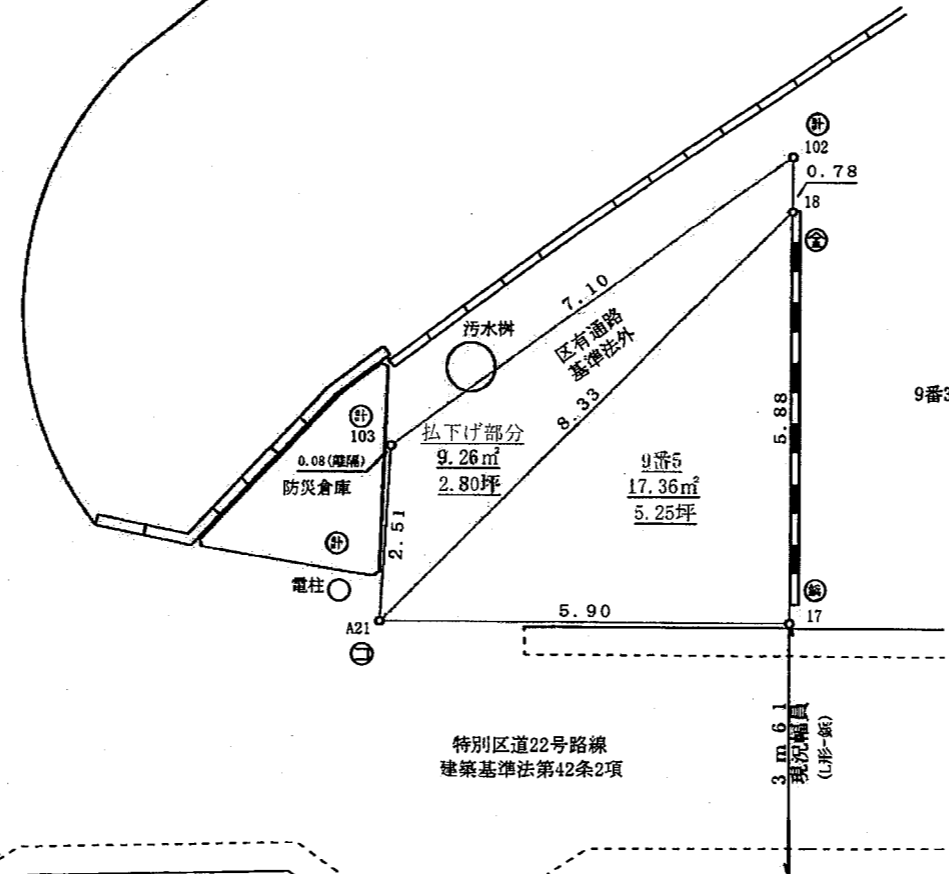 計
102
0.78
18
金
7.10
汚水桝
区有通路
基準法外
8.33
5.88
9番3
計
103
0.08(離隔)
防災倉庫
払下げ部分
9.26㎡
2.80坪
9番5
17.36㎡
5.25坪
2.51
計
電柱
5.90
鋲
17
A21
特別区道22号路線
建築基準法第42条2項
3m61
現況幅員
(L形-鋲)